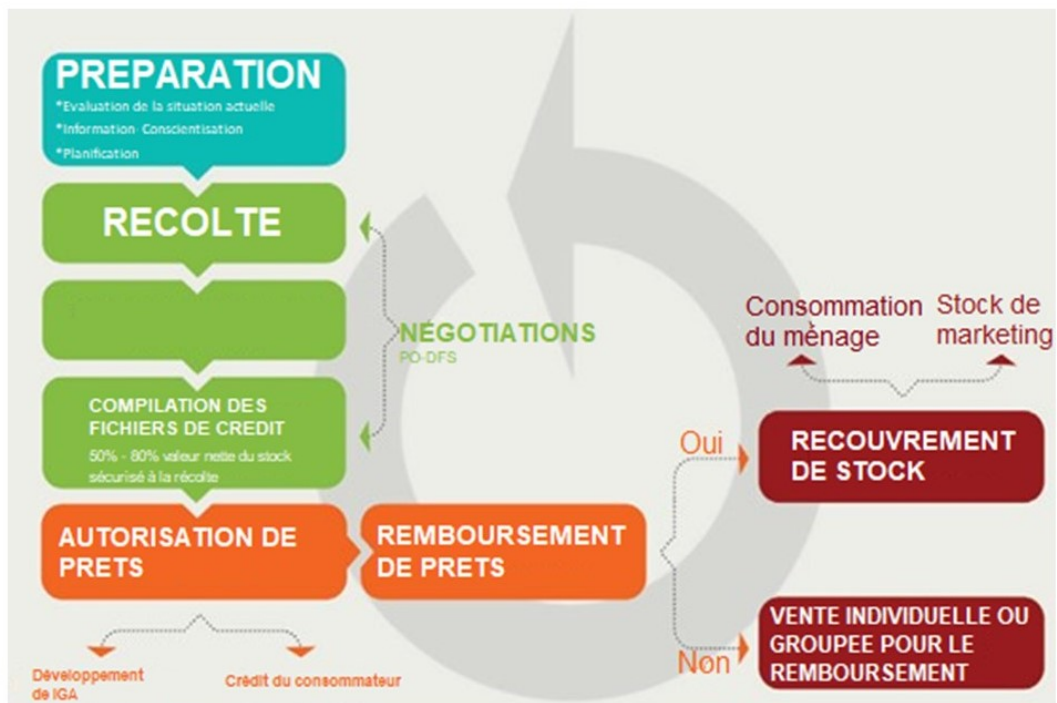 PREPARATION
*Evaluation de la situation actuelle
*Information- Conscientisation
*Planification
RECOLTE
NÉGOTIATIONS
PO-DFS
COMPILATION DES
FICHIERS DE CREDIT
50% - 80% valeur nette du stock
sécurisé à la récolte
AUTORISATION DE
PRETS
REMBOURSEMENT
DE PRETS
Développement
de IGA
Crédit du consommateur
Consommation
du mènage
Stock de
marketing
Oui
RECOUVREMENT
DE STOCK
Non
VENTE INDIVIDUELLE OU
GROUPEE POUR LE
REMBOURSEMENT